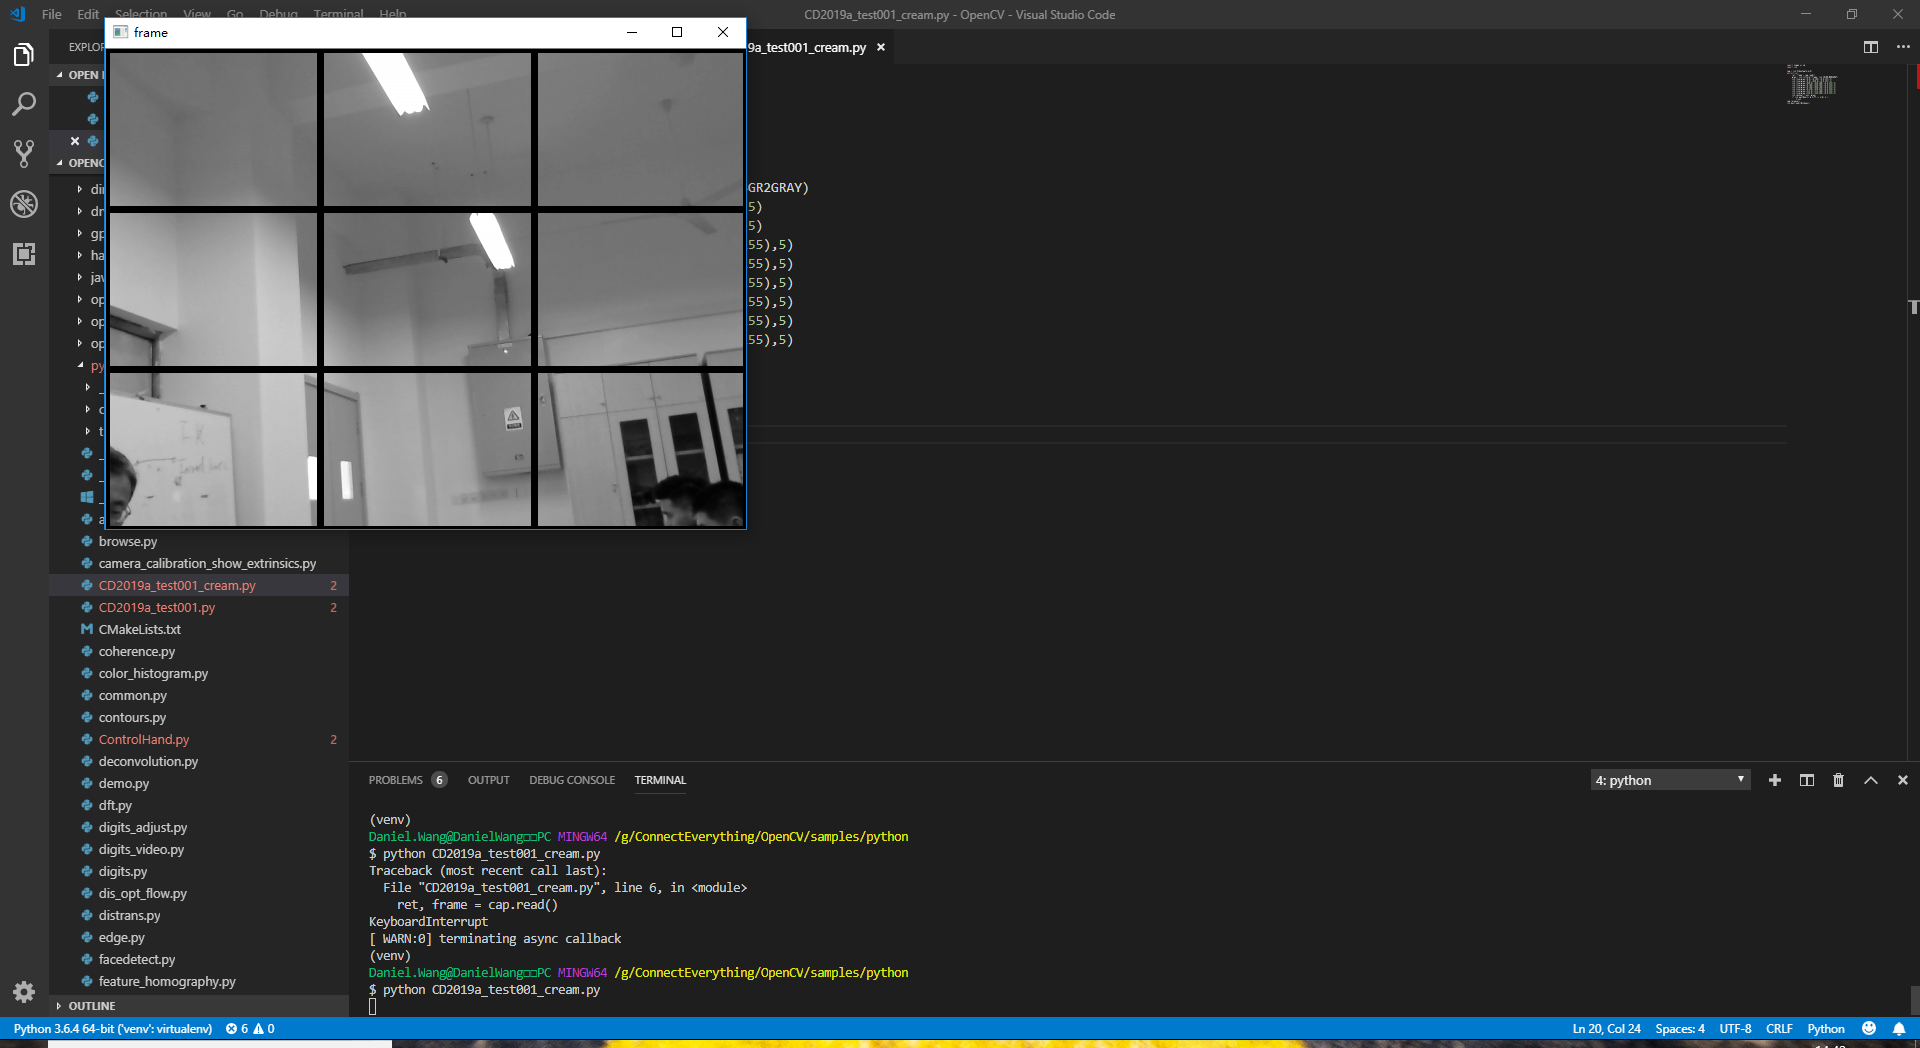 File Edit Selection View Go Debug Terminal Help
CD2019a_test001_cream.py - OpenCV - Visual Studio Code
frame
EXPLO
9a_test001_cream.py
OPEN
OPENC
GR2GRAY)
5)
5)
55),5)
55),5)
55),5)
55),5)
55),5)
55),5)
di
gp
ha
jav
op
op
op
py
browse.py
camera_calibration_show_extrinsics.py
CD2019a_test001_cream.py 2
CD2019a_test001.py 2
CMakeLists.txt
coherence.py
color_histogram.py
common.py
contours.py
ControlHand.py 2
deconvolution.py
demo.py
dft.py
digits_adjust.py
digits_video.py
digits.py
dis_opt_flow.py
distrans.py
edge.py
facedetect.py
feature_homography.py
OUTLINE
PROBLEMS 6 OUTPUT DEBUG CONSOLE TERMINAL
4: python
(venv)
Daniel.Wang@DanielWang□□PC MINGW64 /g/ConnectEverything/OpenCV/samples/python
$ python CD2019a_test001_cream.py
Traceback (most recent call last):
File "CD2019a_test001_cream.py", line 6, in <module>
ret, frame = cap.read()
KeyboardInterrupt
[ WARN:0] terminating async callback
(venv)
Daniel.Wang@DanielWang□□PC MINGW64 /g/ConnectEverything/OpenCV/samples/python
$ python CD2019a_test001_cream.py
Python 3.6.4 64-bit ('venv': virtualenv) 6 0
Ln 20, Col 24 Spaces: 4 UTF-8 CRLF Python